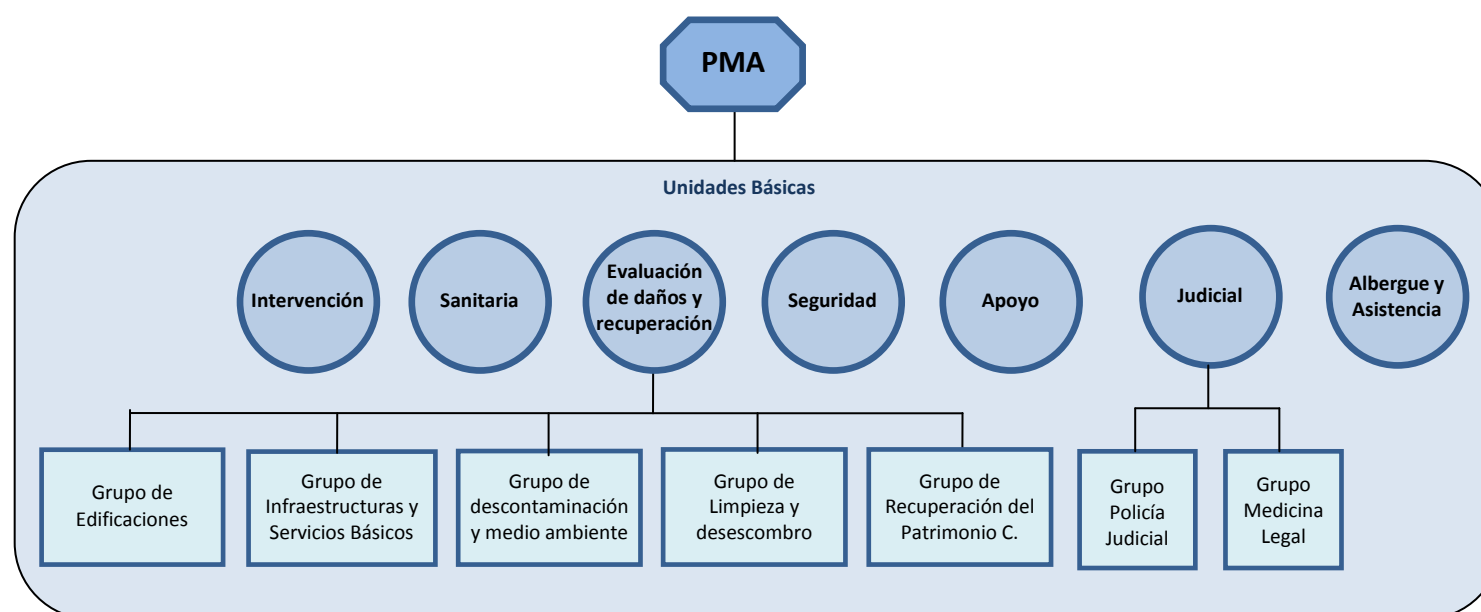 PMA
Unidades Básicas
Intervención
Sanitaria
Evaluación
de daños y
recuperación
Seguridad
Apoyo
Judicial
Albergue y
Asistencia
Grupo de
Edificaciones
Grupo de
Infraestructuras y
Servicios Básicos
Grupo de
descontaminación
y medio ambiente
Grupo de
Limpieza y
desescombro
Grupo de
Recuperación del
Patrimonio C.
Grupo
Policía
Judicial
Grupo
Medicina
Legal